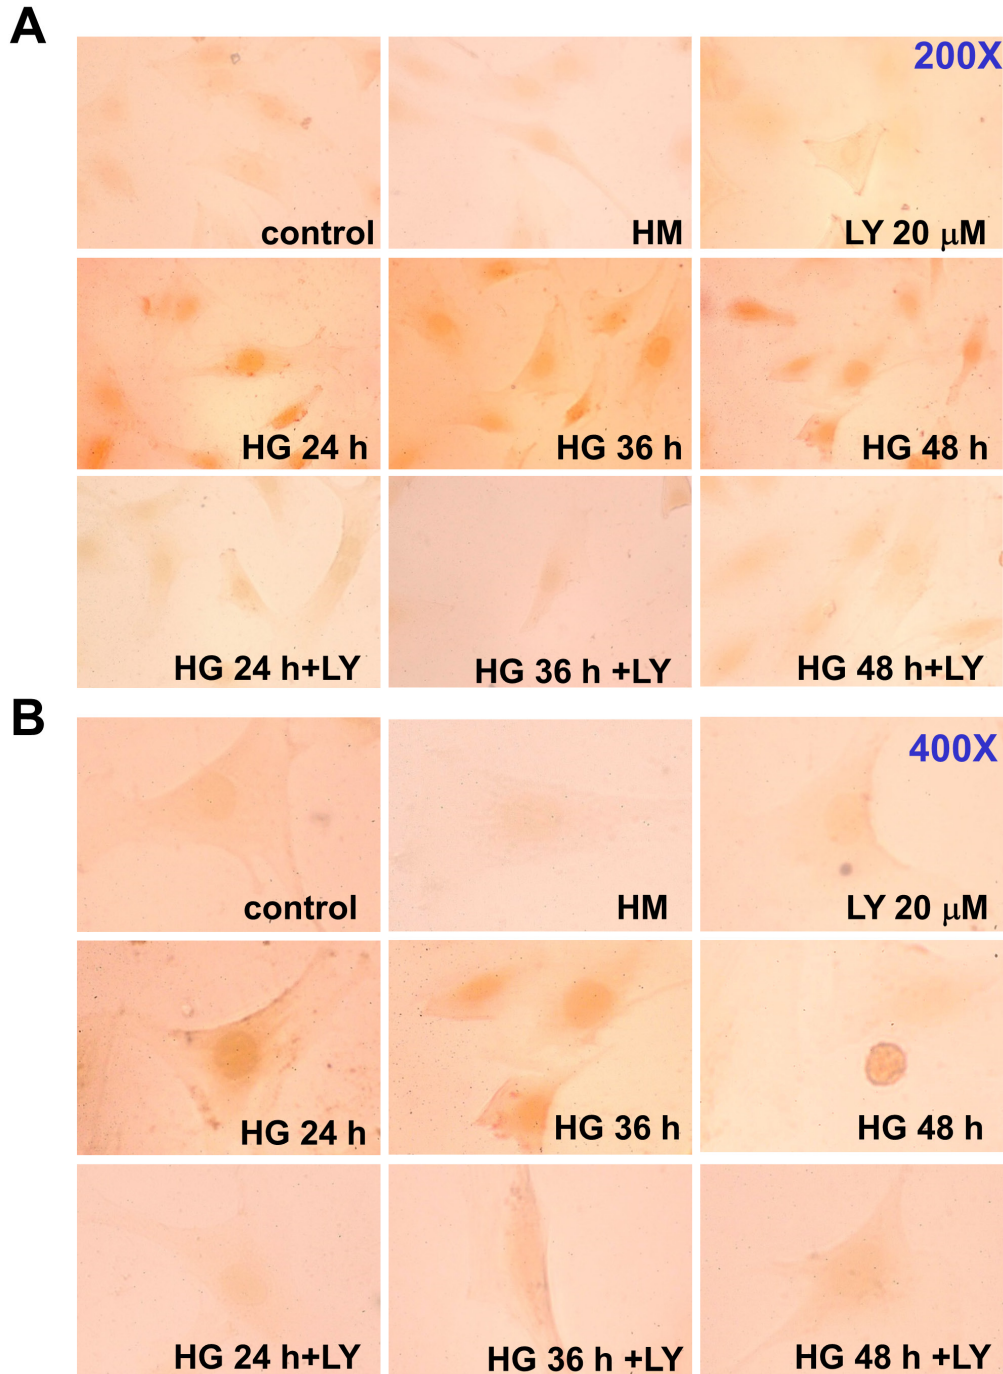 A
200X
control
HM
LY 20 μM
HG 24 h
HG 36 h
HG 48 h
HG 24 h+LY
HG 36 h +LY
HG 48 h+LY
B
400X
control
HM
LY 20 μM
HG 24 h
HG 36 h
HG 48 h
HG 24 h+LY
HG 36 h +LY
HG 48 h +LY